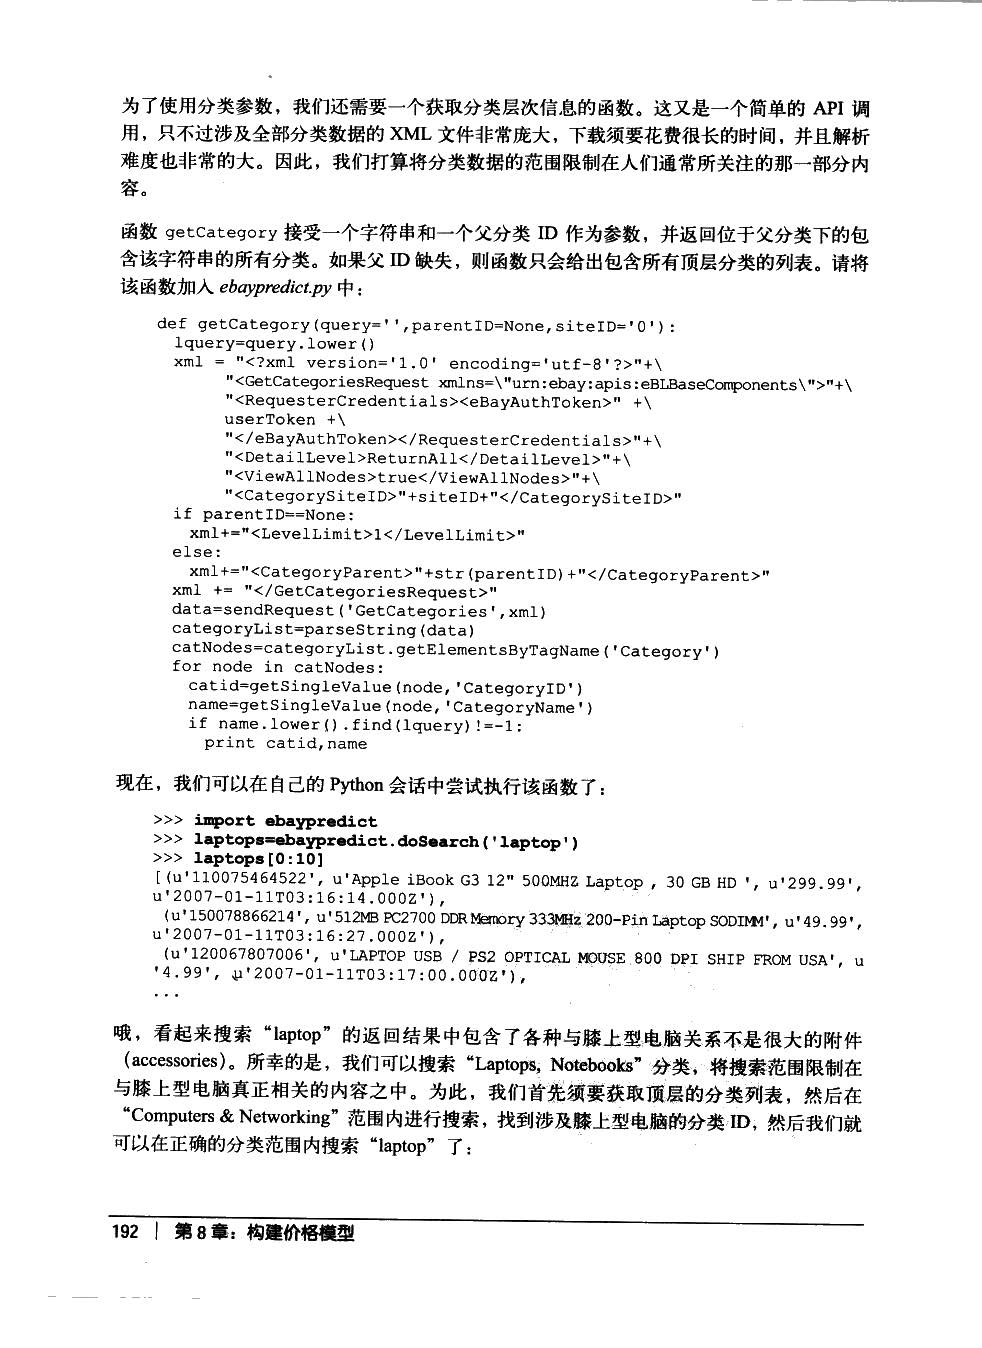 为了使用分类参数，我们还需要一个获取分类层次信息的函数。这又是一个简单的 API 调
用，只不过涉及全部分类数据的 XML 文件非常庞大，下载须要花费很长的时间，并且解析
难度也非常的大。因此，我们打算将分类数据的范围限制在人们通常所关注的那一部分内
容。
函数 getCategory 接受一个字符串和一个父分类 ID 作为参数，并返回位于父分类下的包
含该字符串的所有分类。如果父 ID 缺失，则函数只会给出包含所有顶层分类的列表。请将
该函数加入 ebaypredict.py 中：
def getCategory(query='',parentID=None,siteID='0'):
lquery=query.lower()
xml = "<?xml version='1.0' encoding='utf-8'?>"+\
"<GetCategoriesRequest xmlns=\"urn:ebay:apis:eBLBaseComponents\">"+\
"<RequesterCredentials><eBayAuthToken>" +\
userToken +\
"</eBayAuthToken></RequesterCredentials>"+\
"<DetailLevel>ReturnAll</DetailLevel>"+\
"<ViewAllNodes>true</ViewAllNodes>"+\
"<CategorySiteID>"+siteID+"</CategorySiteID>"
if parentID==None:
xml+="<LevelLimit>1</LevelLimit>"
else:
xml+="<CategoryParent>"+str(parentID)+"</CategoryParent>"
xml += "</GetCategoriesRequest>"
data=sendRequest('GetCategories',xml)
categoryList=parseString(data)
catNodes=categoryList.getElementsByTagName('Category')
for node in catNodes:
catid=getSingleValue(node,'CategoryID')
name=getSingleValue(node,'CategoryName')
if name.lower().find(lquery)!=-1:
print catid,name
现在，我们可以在自己的 Python 会话中尝试执行该函数了：
>>> import ebaypredict
>>> laptops=ebaypredict.doSearch('laptop')
>>> laptops[0:10]
[(u'110075464522', u'Apple iBook G3 12" 500MHZ Laptop , 30 GB HD ', u'299.99',
u'2007-01-11T03:16:14.000Z'),
(u'150078866214', u'512MB PC2700 DDR Memory 333MHz 200-Pin Laptop SODIMM', u'49.99',
u'2007-01-11T03:16:27.000Z'),
(u'120067807006', u'LAPTOP USB / PS2 OPTICAL MOUSE 800 DPI SHIP FROM USA', u
'4.99', u'2007-01-11T03:17:00.000Z'),
...
哦，看起来搜索“laptop”的返回结果中包含了各种与膝上型电脑关系不是很大的附件
（accessories）。所幸的是，我们可以搜索“Laptops, Notebooks”分类，将搜索范围限制在
与膝上型电脑真正相关的内容之中。为此，我们首先须要获取顶层的分类列表，然后在
“Computers & Networking”范围内进行搜索，找到涉及膝上型电脑的分类 ID，然后我们就
可以在正确的分类范围内搜索“laptop”了：
192 | 第 8 章：构建价格模型